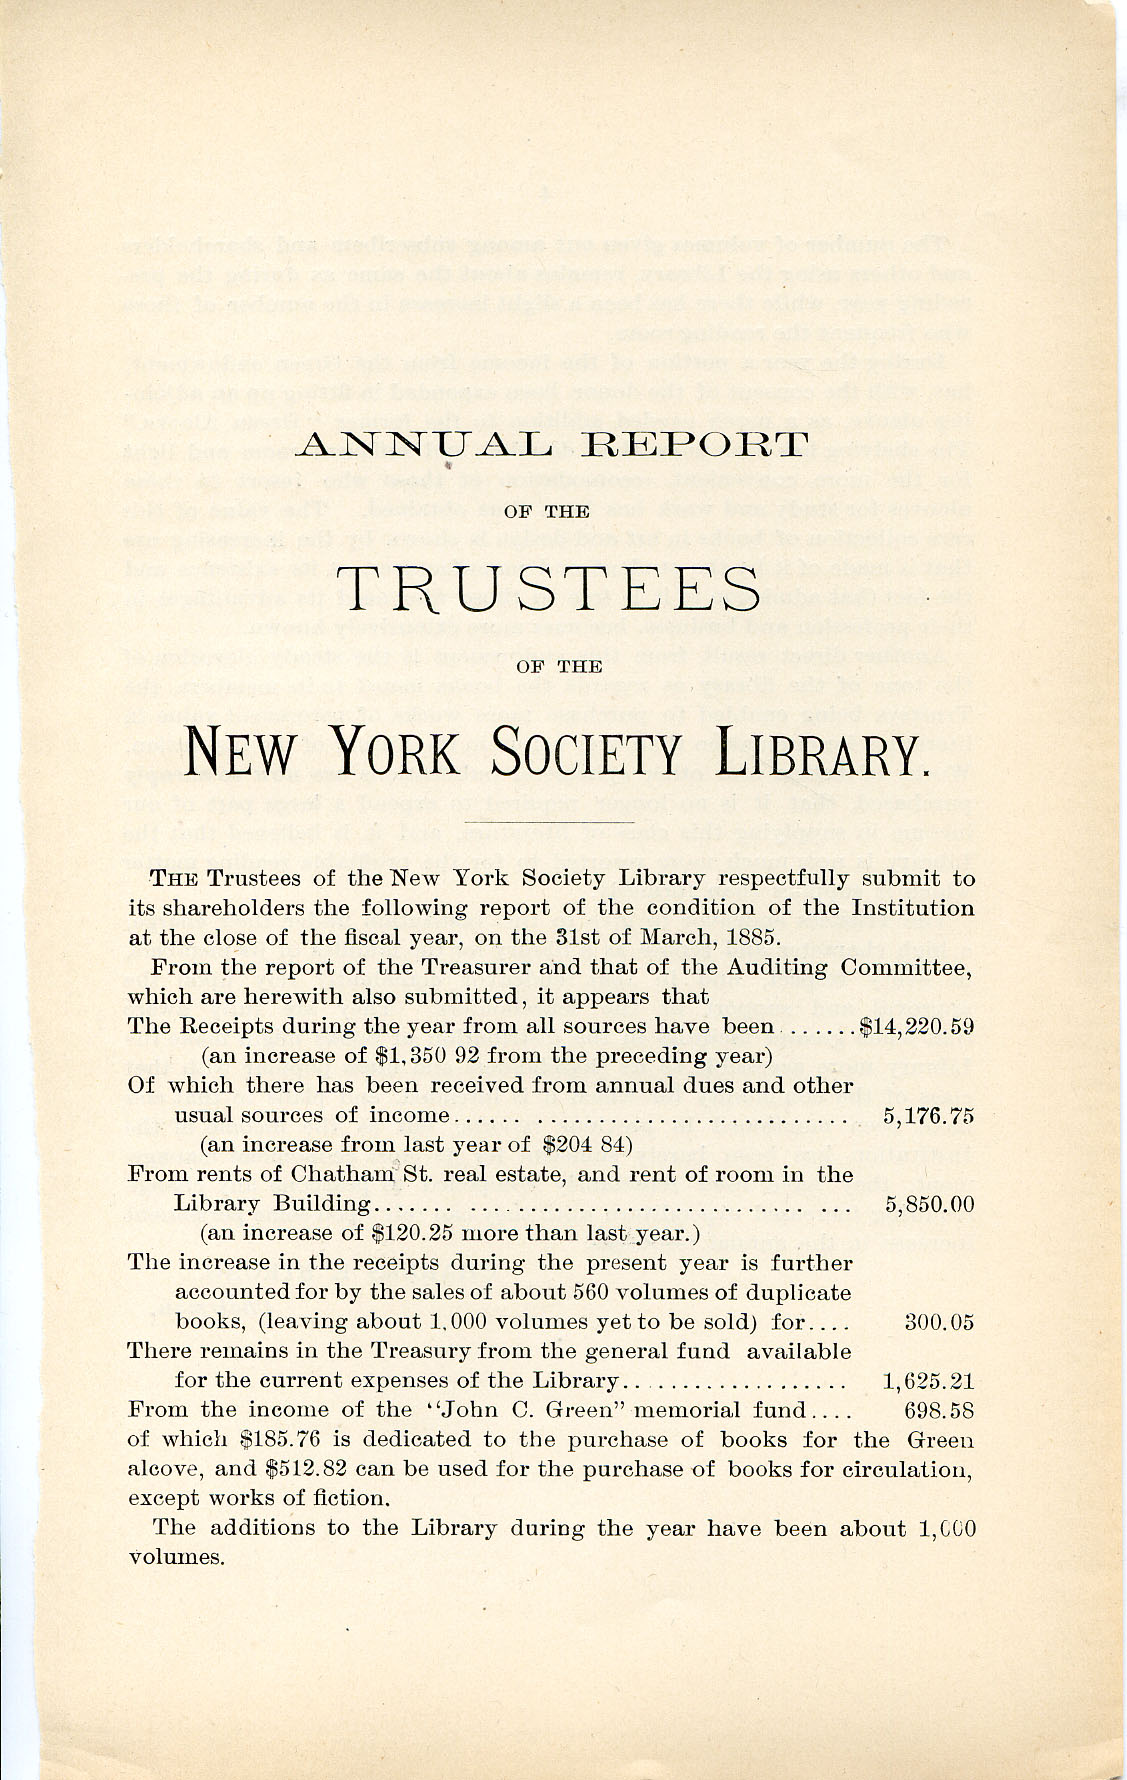 ANNUAL REPORT
OF THE
TRUSTEES
OF THE
NEW YORK SOCIETY LIBRARY.
THE Trustees of the New York Society Library respectfully submit to
its shareholders the following report of the condition of the Institution
at the close of the fiscal year, on the 31st of March, 1885.
From the report of the Treasurer and that of the Auditing Committee,
which are herewith also submitted, it appears that
The Receipts during the year from all sources have been.......$14,220.59
(an increase of $1,350 92 from the preceding year)
Of which there has been received from annual dues and other
usual sources of income...... ........................... 5,176.75
(an increase from last year of $204 84)
From rents of Chatham St. real estate, and rent of room in the
Library Building....... ............................ ... 5,850.00
(an increase of $120.25 more than last year.)
The increase in the receipts during the present year is further
accounted for by the sales of about 560 volumes of duplicate
books, (leaving about 1,000 volumes yet to be sold) for.... 300.05
There remains in the Treasury from the general fund available
for the current expenses of the Library.................... 1,625.21
From the income of the "John C. Green" memorial fund.... 698.58
of which $185.76 is dedicated to the purchase of books for the Green
alcove, and $512.82 can be used for the purchase of books for circulation,
except works of fiction.
The additions to the Library during the year have been about 1,000
volumes.